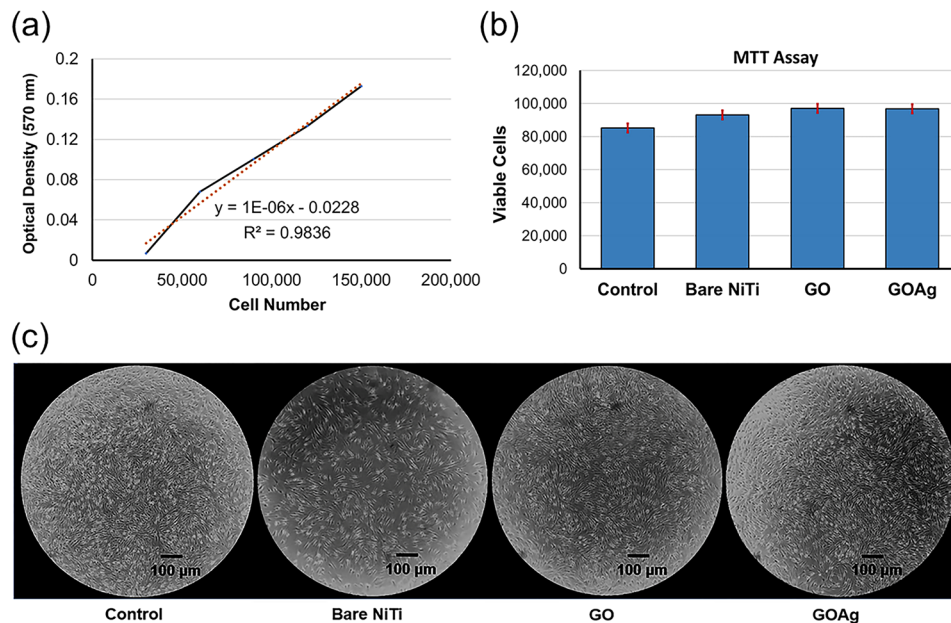 (a)
0.2
0.16
0.12
0.08
0.04
0
Optical Density (570 nm)
y = 1E-06x - 0.0228
R² = 0.9836
0
50,000
100,000
150,000
200,000
Cell Number
(b)
MTT Assay
120,000
100,000
80,000
60,000
40,000
20,000
0
Viable Cells
Control
Bare NiTi
GO
GOAg
(c)
100 µm
100 µm
100 µm
100 µm
Control
Bare NiTi
GO
GOAg